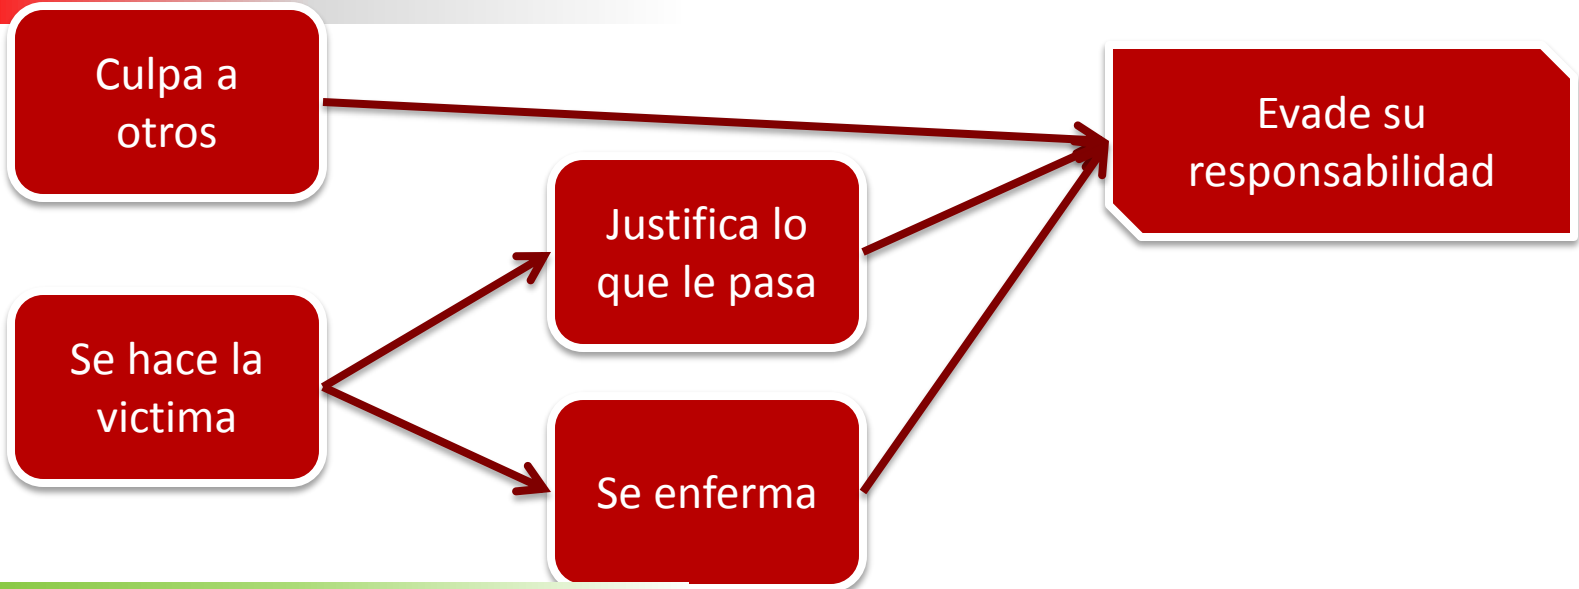 Culpa a
otros
Se hace la
victima
Justifica lo
que le pasa
Se enferma
Evade su
responsabilidad